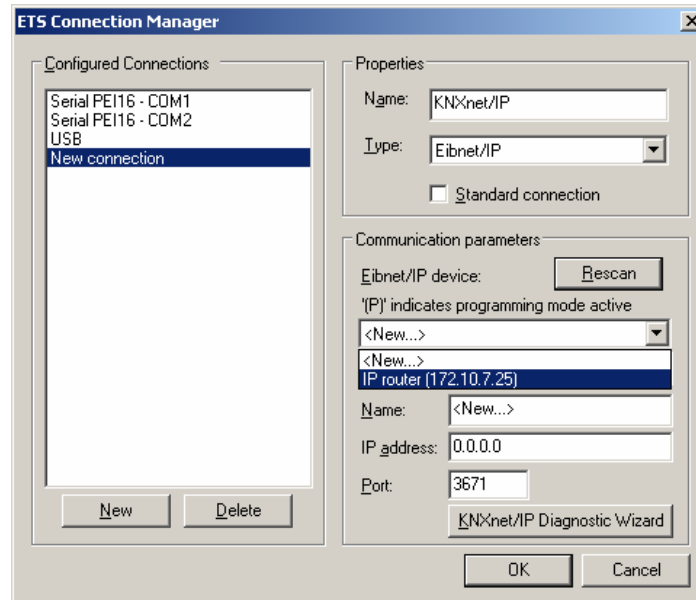 ETS Connection Manager
Configured Connections
Serial PEI16 - COM1
Serial PEI16 - COM2
USB
New connection
New
Delete
Properties
Name:
KNXnet/IP
Type:
Eibnet/IP
Standard connection
Communication parameters
Eibnet/IP device:
Rescan
'(P)' indicates programming mode active
<New...>
<New...>
IP router (172.10.7.25)
Name:
<New...>
IP address:
0.0.0.0
Port:
3671
KNXnet/IP Diagnostic Wizard
OK
Cancel